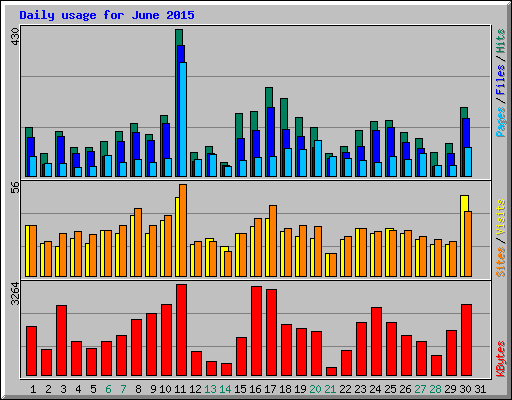 Daily usage for June 2015
430
56
3264
Pages / Files / Hits
Sites / Visits
KBytes
1 2 3 4 5 6 7 8 9 10 11 12 13 14 15 16 17 18 19 20 21 22 23 24 25 26 27 28 29 30 31